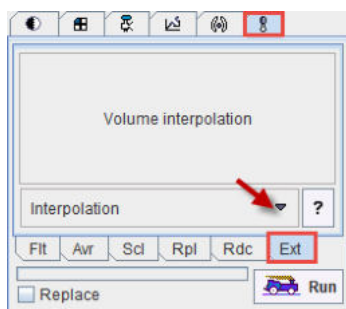 Volume interpolation
Interpolation ?
Flt Avr Scl Rpl Rdc Ext
Replace Run